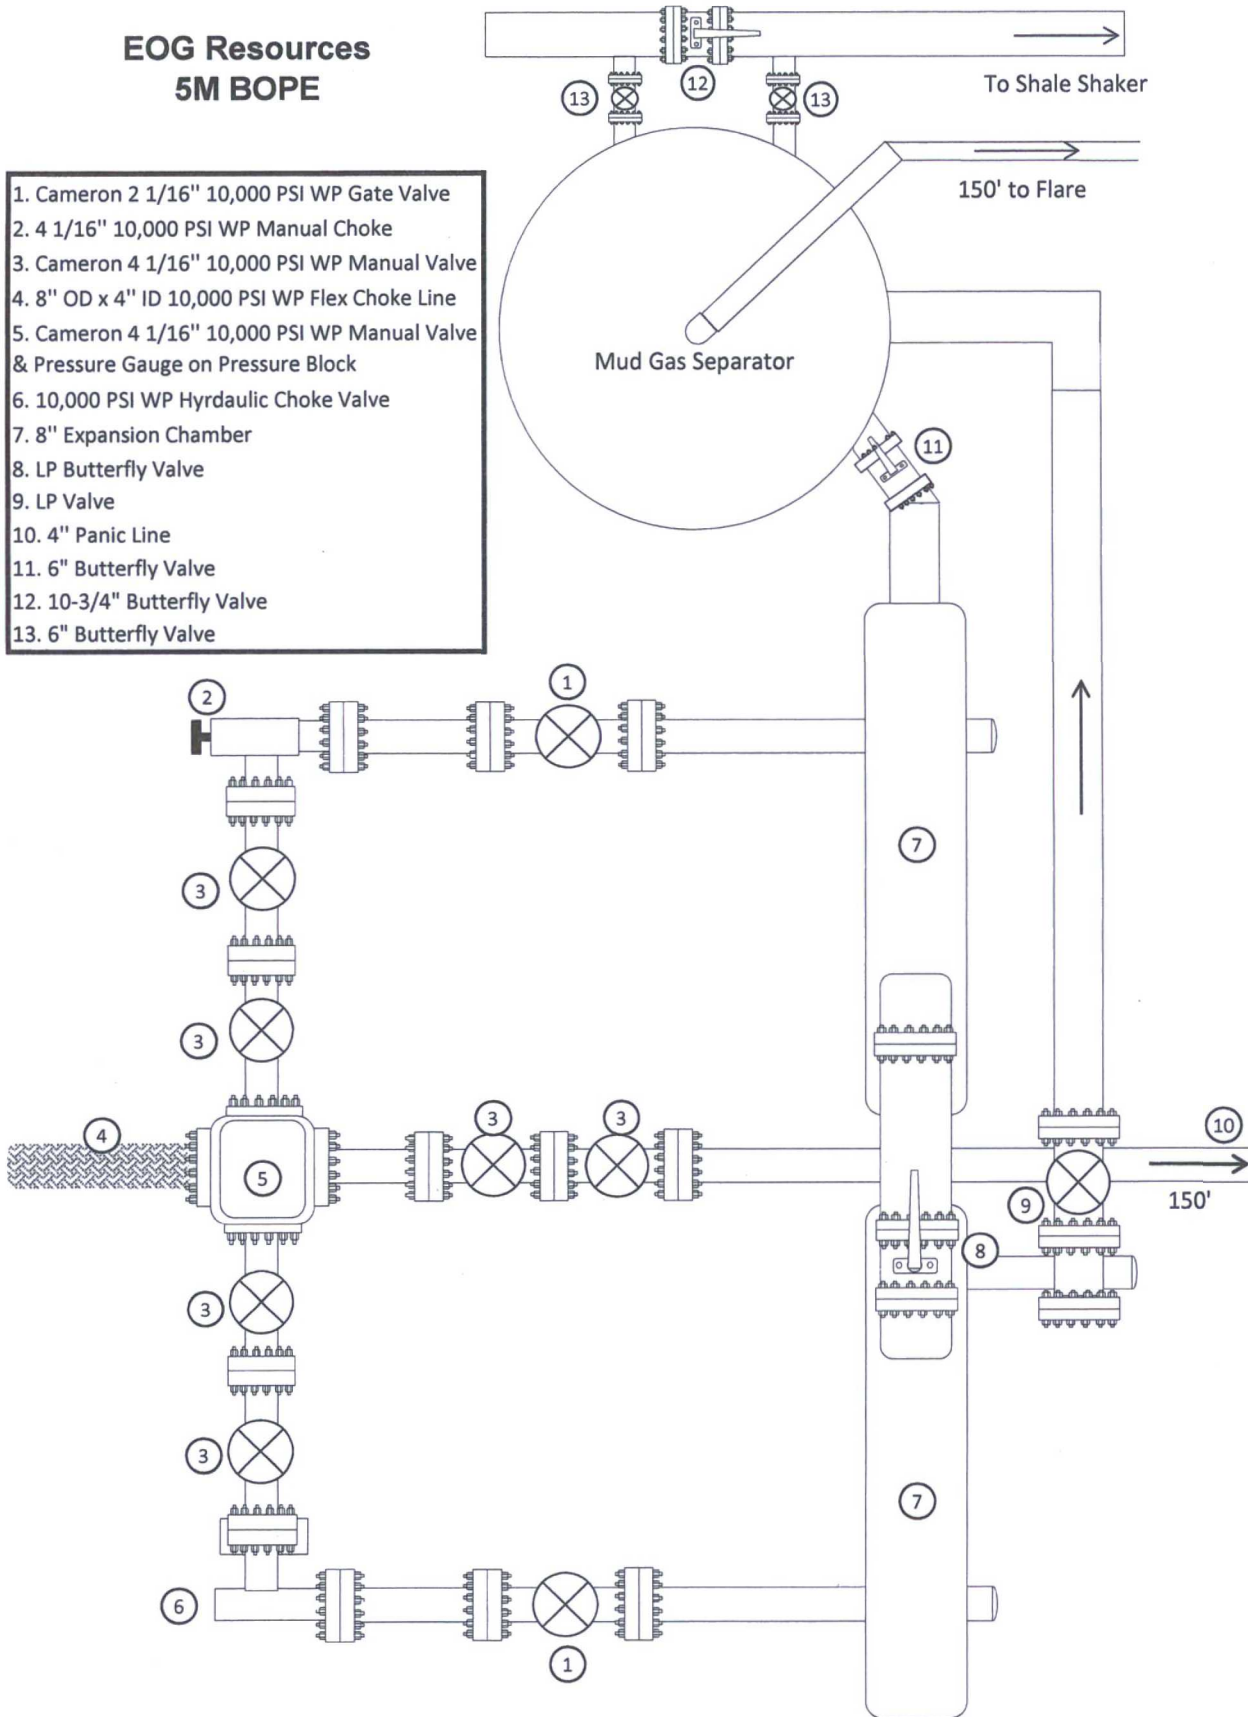 EOG Resources
5M BOPE
To Shale Shaker
12
13
13
150' to Flare
1. Cameron 2 1/16" 10,000 PSI WP Gate Valve
2. 4 1/16" 10,000 PSI WP Manual Choke
3. Cameron 4 1/16" 10,000 PSI WP Manual Valve
4. 8" OD x 4" ID 10,000 PSI WP Flex Choke Line
5. Cameron 4 1/16" 10,000 PSI WP Manual Valve
& Pressure Gauge on Pressure Block
6. 10,000 PSI WP Hyrdaulic Choke Valve
7. 8" Expansion Chamber
8. LP Butterfly Valve
9. LP Valve
10. 4" Panic Line
11. 6" Butterfly Valve
12. 10-3/4" Butterfly Valve
13. 6" Butterfly Valve
Mud Gas Separator
11
1
2
7
3
3
3
3
4
10
5
150'
9
8
3
3
7
6
1